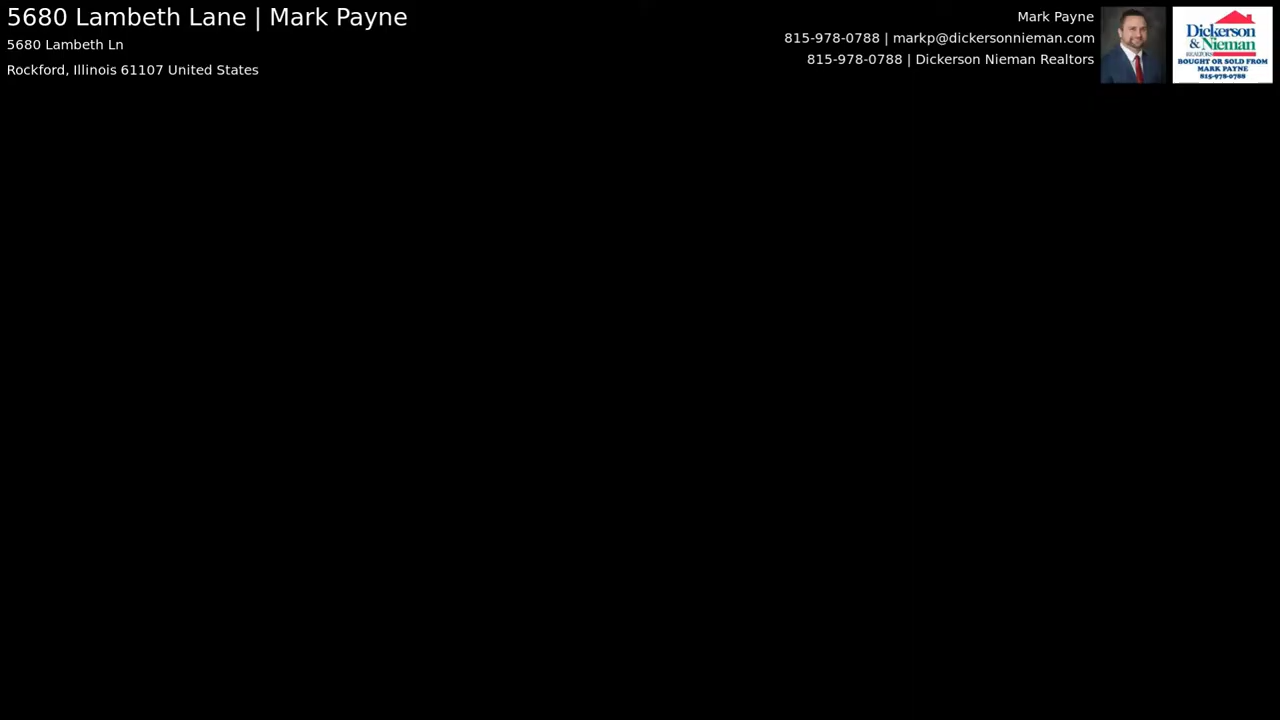 5680 Lambeth Lane | Mark Payne
5680 Lambeth Ln
Rockford, Illinois 61107 United States
Mark Payne
815-978-0788 | markp@dickersonnieman.com
815-978-0788 | Dickerson Nieman Realtors
Dickerson
& Nieman
REALTORS
BOUGHT OR SOLD FROM
MARK PAYNE
815-978-0788